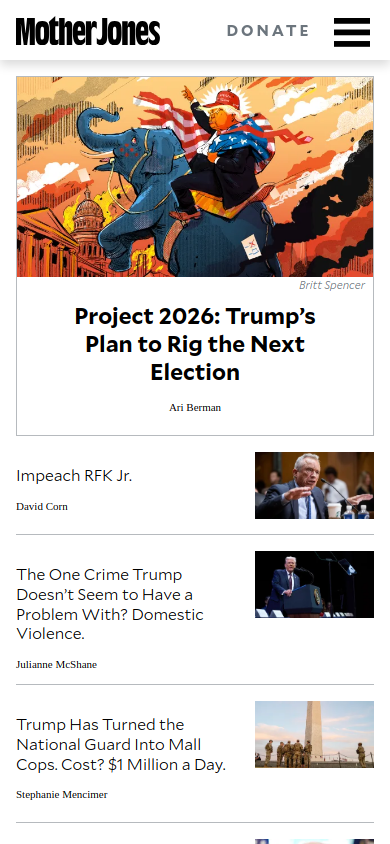 Mother Jones
DONATE
Britt Spencer
Project 2026: Trump’s
Plan to Rig the Next
Election
Ari Berman
Impeach RFK Jr.
David Corn
The One Crime Trump
Doesn’t Seem to Have a
Problem With? Domestic
Violence.
Julianne McShane
Trump Has Turned the
National Guard Into Mall
Cops. Cost? $1 Million a Day.
Stephanie Mencimer